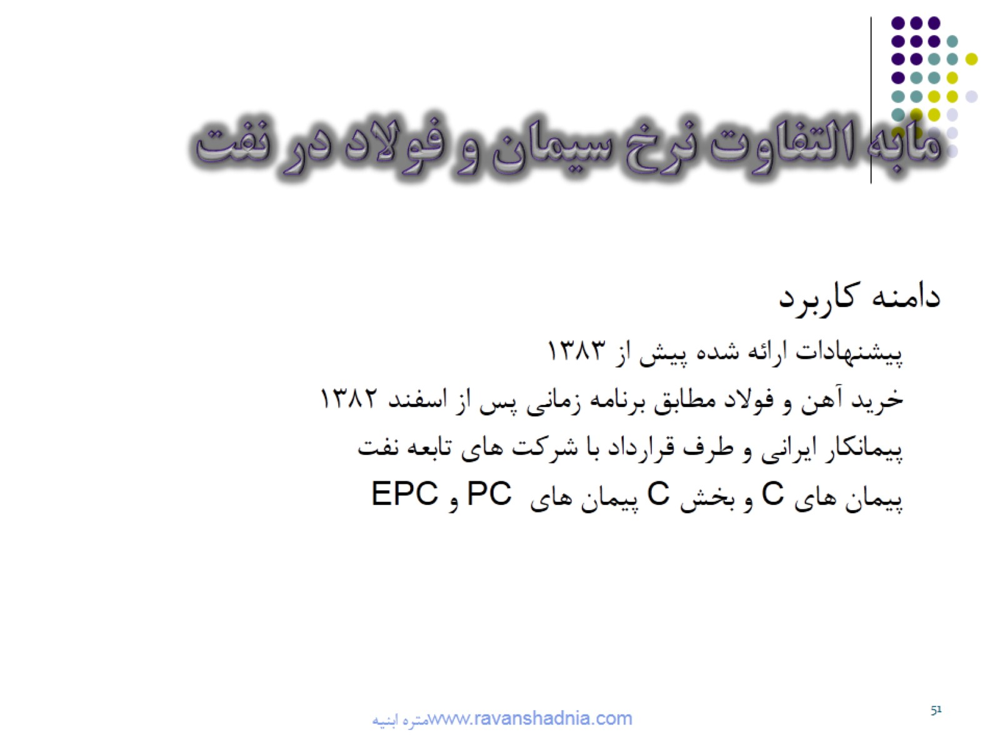 مابه التفاوت نرخ سیمان و فولاد در نفت
دامنه کاربرد
پیشنهادات ارائه شده پیش از ۱۳۸۳
خرید آهن و فولاد مطابق برنامه زمانی پس از اسفند ۱۳۸۲
پیمانکار ایرانی و طرف قرارداد با شرکت های تابعه نفت
پیمان های C و بخش C پیمان های PC و EPC
متره ابنیه www.ravanshadnia.com
51